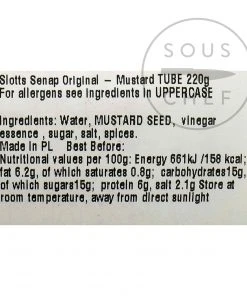 SOUS
CHEF
Slotts Senap Original – Mustard TUBE 220g
For allergens see Ingredients in UPPERCASE
Ingredients: Water, MUSTARD SEED, vinegar
essence , sugar, salt, spices.
Made in PL Best Before:
Nutritional values per 100g: Energy 661kJ /158 kcal;
fat 6.2g, of which saturates 0.8g; carbohydrates15g,
of which sugars15g; protein 6g, salt 2.1g Store at
room temperature, away from direct sunlight